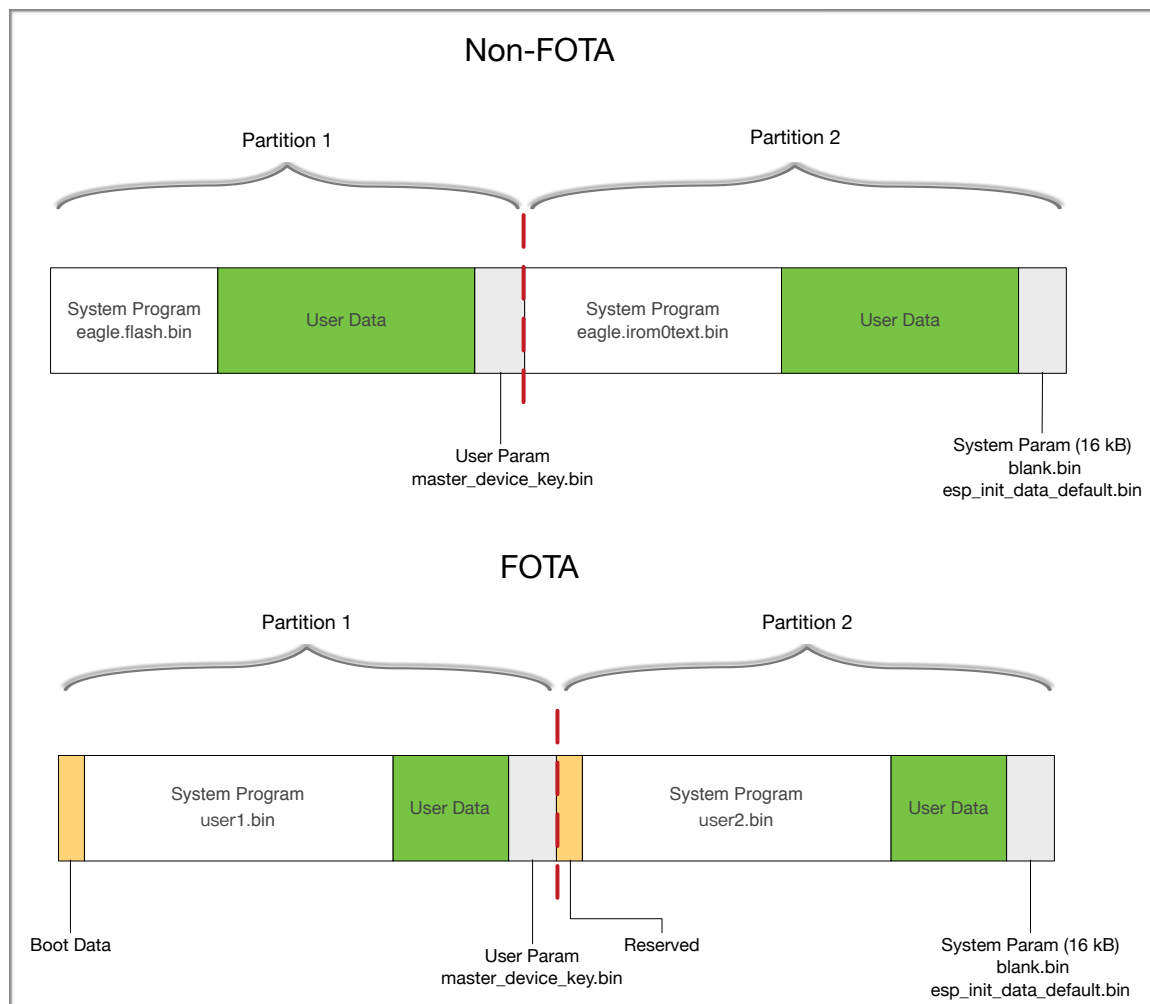 Non-FOTA
Partition 1
Partition 2
System Program
eagle.flash.bin
User Data
System Program
eagle.irom0text.bin
User Data
User Param
master_device_key.bin
System Param (16 kB)
blank.bin
esp_init_data_default.bin
FOTA
Partition 1
Partition 2
System Program
user1.bin
User Data
System Program
user2.bin
User Data
Boot Data
User Param
master_device_key.bin
Reserved
System Param (16 kB)
blank.bin
esp_init_data_default.bin